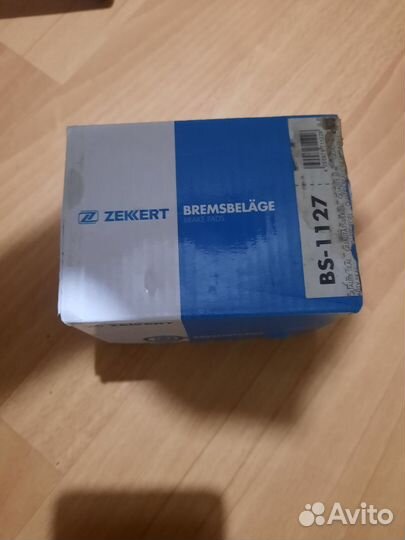 ZEKKERT
BREMSBELÄGE
BRAKE PADS
BS-1127
ZEKKERT
Avito